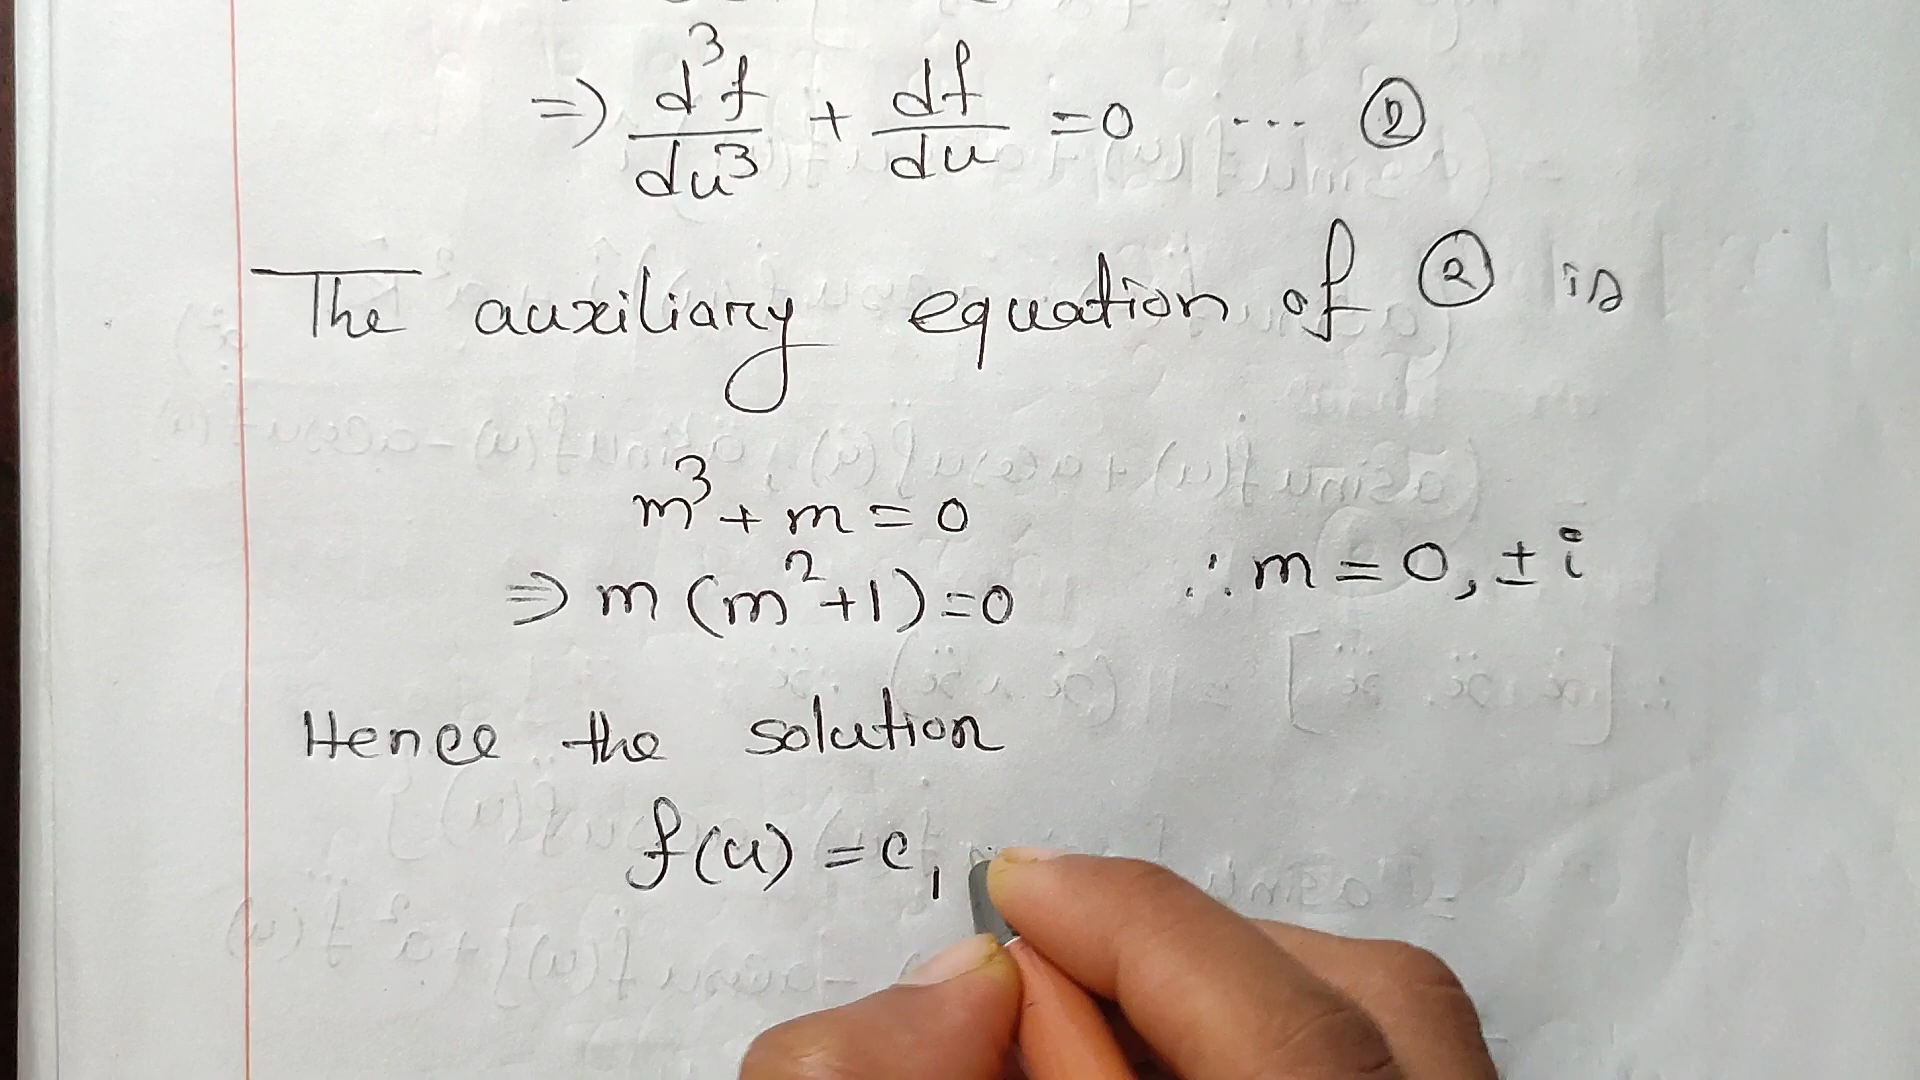 ⇒ d³f/du³ + df/du = 0 ... ②
The auxiliary equation of ② is
m³ + m = 0
⇒ m (m² + 1) = 0 ∴ m = 0, ± i
Hence the solution
f(u) = c₁